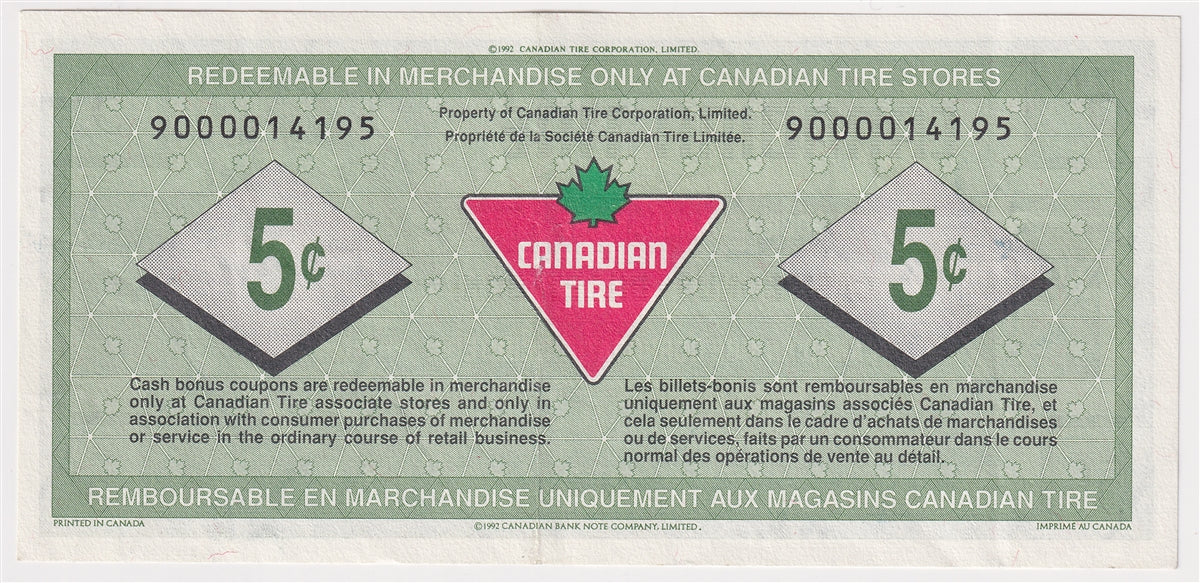 ©1992 CANADIAN TIRE CORPORATION, LIMITED.
REDEEMABLE IN MERCHANDISE ONLY AT CANADIAN TIRE STORES
Property of Canadian Tire Corporation, Limited.
Propriété de la Société Canadian Tire Limitée.
9000014195
9000014195
5¢
CANADIAN
TIRE
5¢
Cash bonus coupons are redeemable in merchandise
only at Canadian Tire associate stores and only in
association with consumer purchases of merchandise
or service in the ordinary course of retail business.
Les billets-bonis sont remboursables en marchandise
uniquement aux magasins associés Canadian Tire, et
cela seulement dans le cadre d'achats de marchandises
ou de services, faits par un consommateur dans le cours
normal des opérations de vente au détail.
REMBOURSABLE EN MARCHANDISE UNIQUEMENT AUX MAGASINS CANADIAN TIRE
PRINTED IN CANADA
©1992 CANADIAN BANK NOTE COMPANY, LIMITED.
IMPRIMÉ AU CANADA